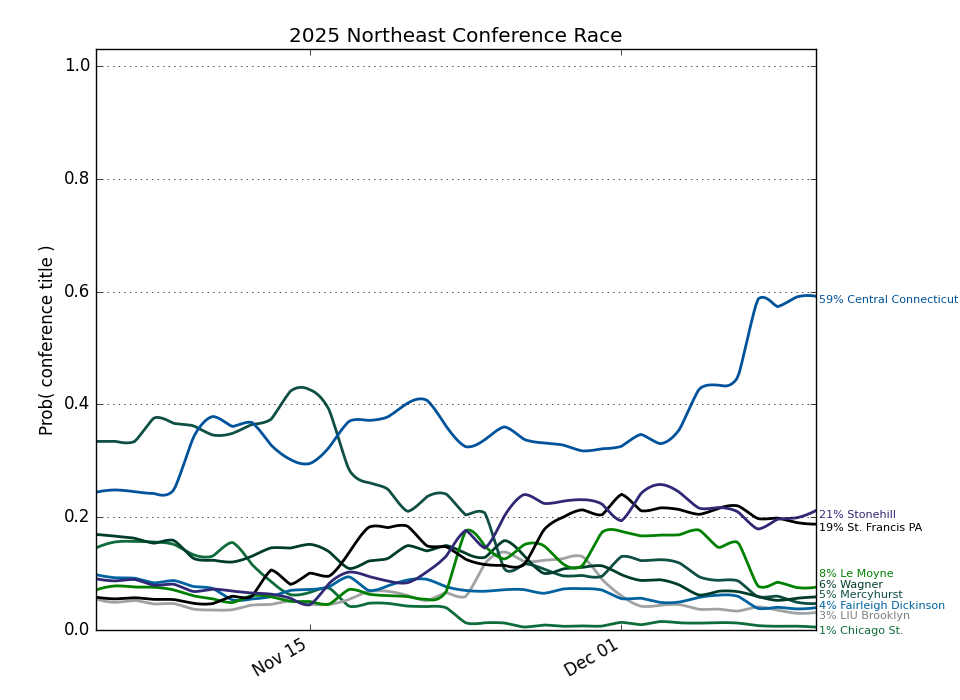 2025 Northeast Conference Race
Prob( conference title )
1.0
0.8
0.6
0.4
0.2
0.0
Nov 15
Dec 01
59% Central Connecticut
21% Stonehill
19% St. Francis PA
8% Le Moyne
6% Wagner
5% Mercyhurst
4% Fairleigh Dickinson
3% LIU Brooklyn
1% Chicago St.